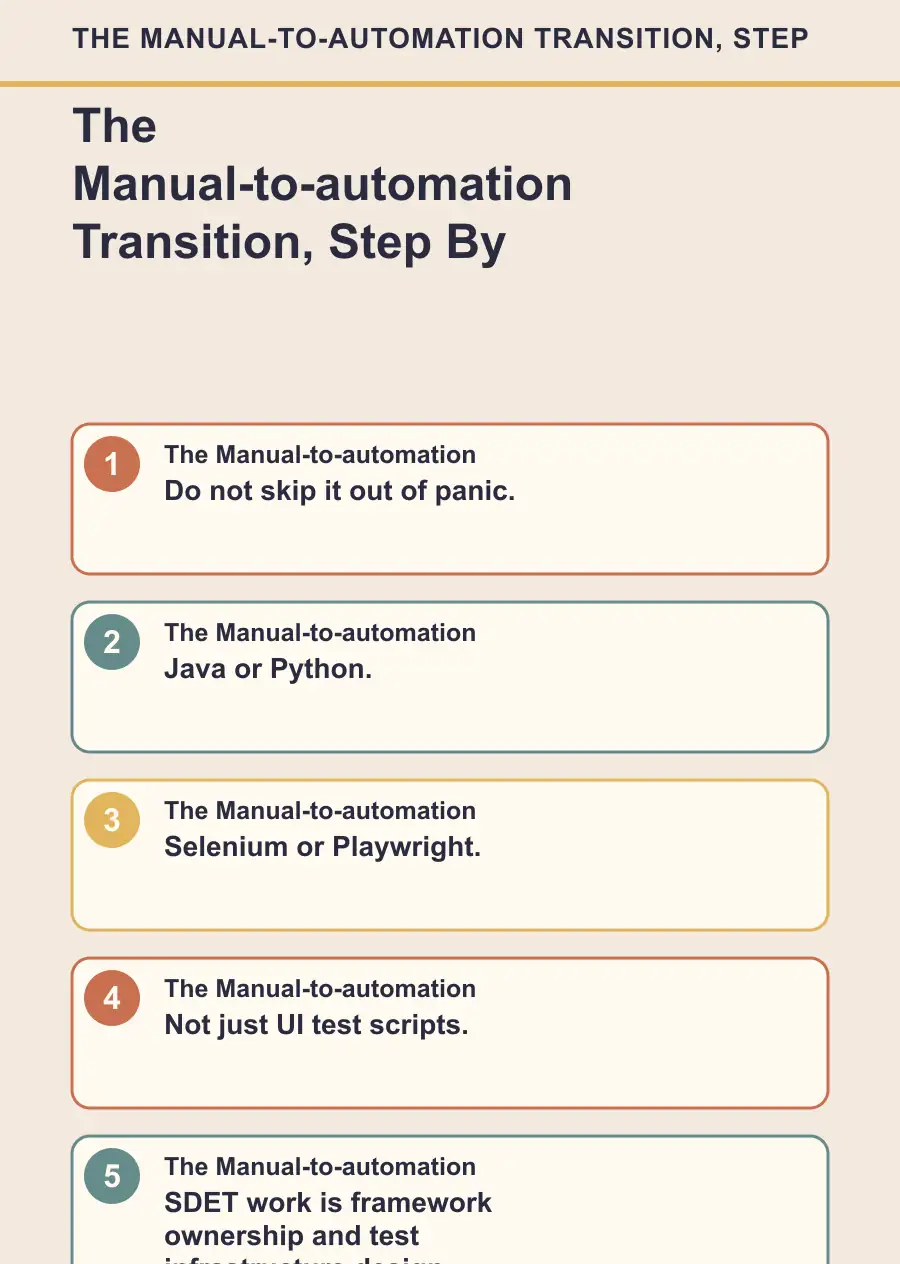 THE MANUAL-TO-AUTOMATION TRANSITION, STEP
The
Manual-to-automation
Transition, Step By
1
The Manual-to-automation
Do not skip it out of panic.
2
The Manual-to-automation
Java or Python.
3
The Manual-to-automation
Selenium or Playwright.
4
The Manual-to-automation
Not just UI test scripts.
5
The Manual-to-automation
SDET work is framework
ownership and test
infrastructure design